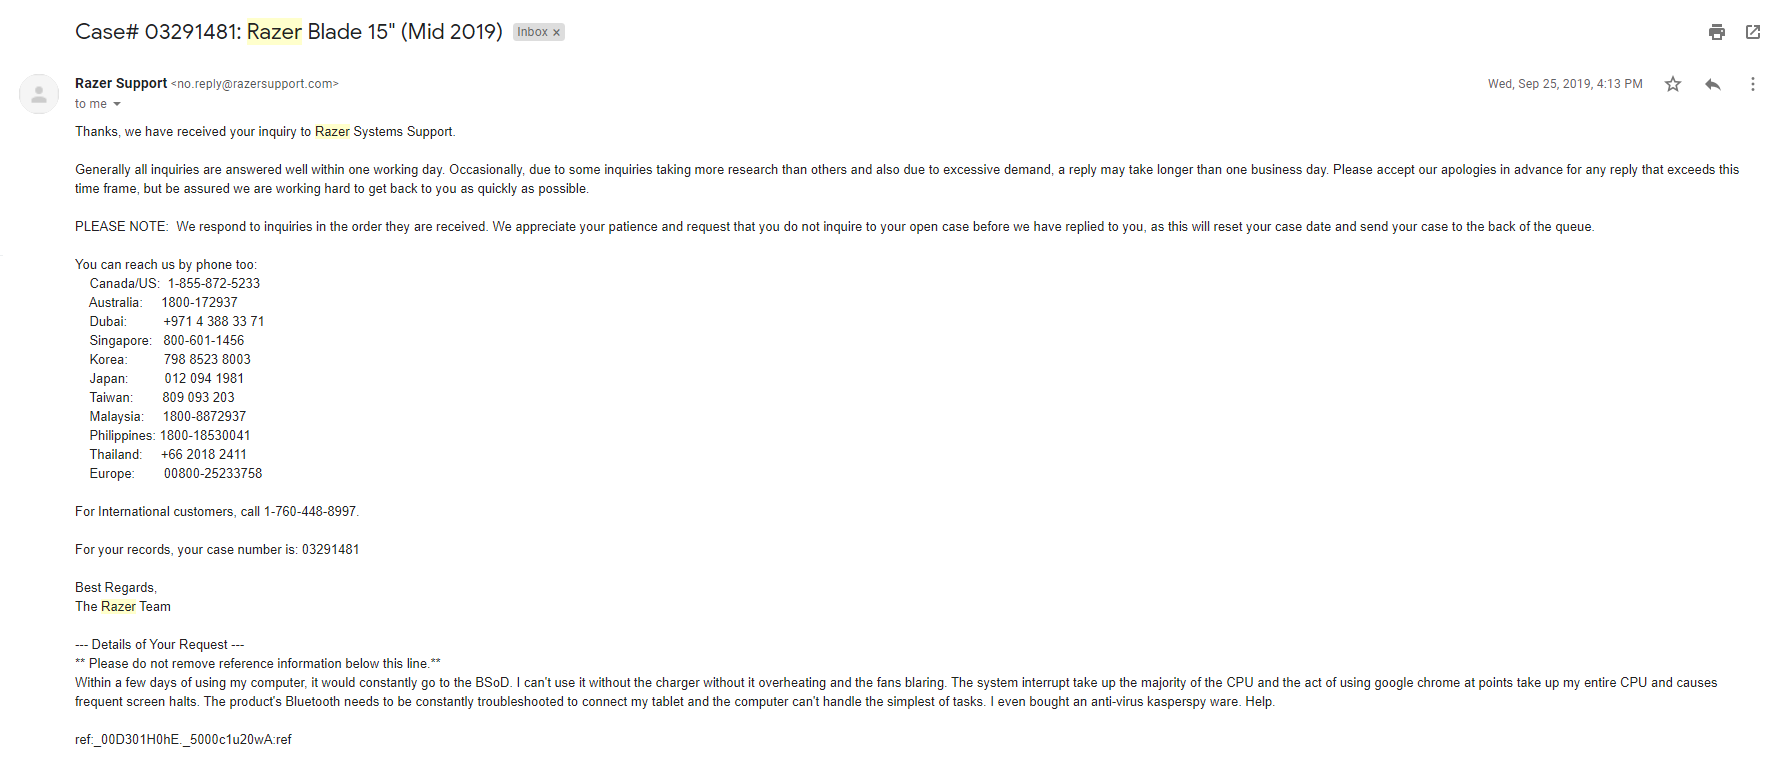 Case# 03291481: Razer Blade 15" (Mid 2019) Inbox ×
Razer Support <no.reply@razersupport.com> Wed, Sep 25, 2019, 4:13 PM
to me
Thanks, we have received your inquiry to Razer Systems Support.
Generally all inquiries are answered well within one working day. Occasionally, due to some inquiries taking more research than others and also due to excessive demand, a reply may take longer than one business day. Please accept our apologies in advance for any reply that exceeds this
time frame, but be assured we are working hard to get back to you as quickly as possible.
PLEASE NOTE:  We respond to inquiries in the order they are received. We appreciate your patience and request that you do not inquire to your open case before we have replied to you, as this will reset your case date and send your case to the back of the queue.
You can reach us by phone too:
Canada/US:  1-855-872-5233
Australia:     1800-172937
Dubai:          +971 4 388 33 71
Singapore:   800-601-1456
Korea:          798 8523 8003
Japan:          012 094 1981
Taiwan:        809 093 203
Malaysia:     1800-8872937
Philippines: 1800-18530041
Thailand:     +66 2018 2411
Europe:        00800-25233758
For International customers, call 1-760-448-8997.
For your records, your case number is: 03291481
Best Regards,
The Razer Team
--- Details of Your Request ---
** Please do not remove reference information below this line.**
Within a few days of using my computer, it would constantly go to the BSoD. I can't use it without the charger without it overheating and the fans blaring. The system interrupt take up the majority of the CPU and the act of using google chrome at points take up my entire CPU and causes
frequent screen halts. The product's Bluetooth needs to be constantly troubleshooted to connect my tablet and the computer can't handle the simplest of tasks. I even bought an anti-virus kasperspy ware. Help.
ref:_00D301H0hE._5000c1u20wA:ref